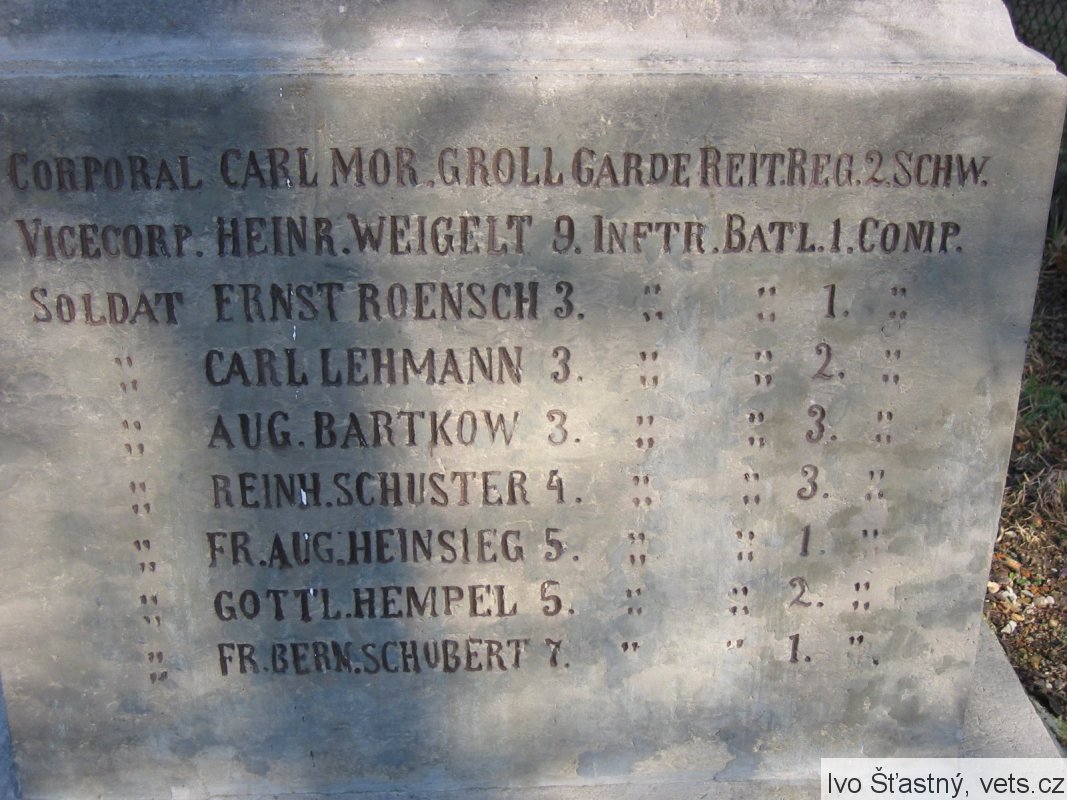 CORPORAL CARL MOR. GROLL GARDE REIT.REG. 2. SCHW.
VICECORP. HEINR. WEIGELT 9. INFTR. BATL. 1. COMP.
SOLDAT ERNST ROENSCH 3. " " 1. "
" CARL LEHMANN 3. " " 2. "
" AUG. BARTKOW 3. " " 3. "
" REINH. SCHUSTER 4. " " 3. "
" FR. AUG. HEINSIEG 5. " " 1. "
" GOTTL. HEMPEL 5. " " 2. "
" FR. BERN. SCHUBERT 7. " " 1. "
Ivo Šťastný, vets.cz